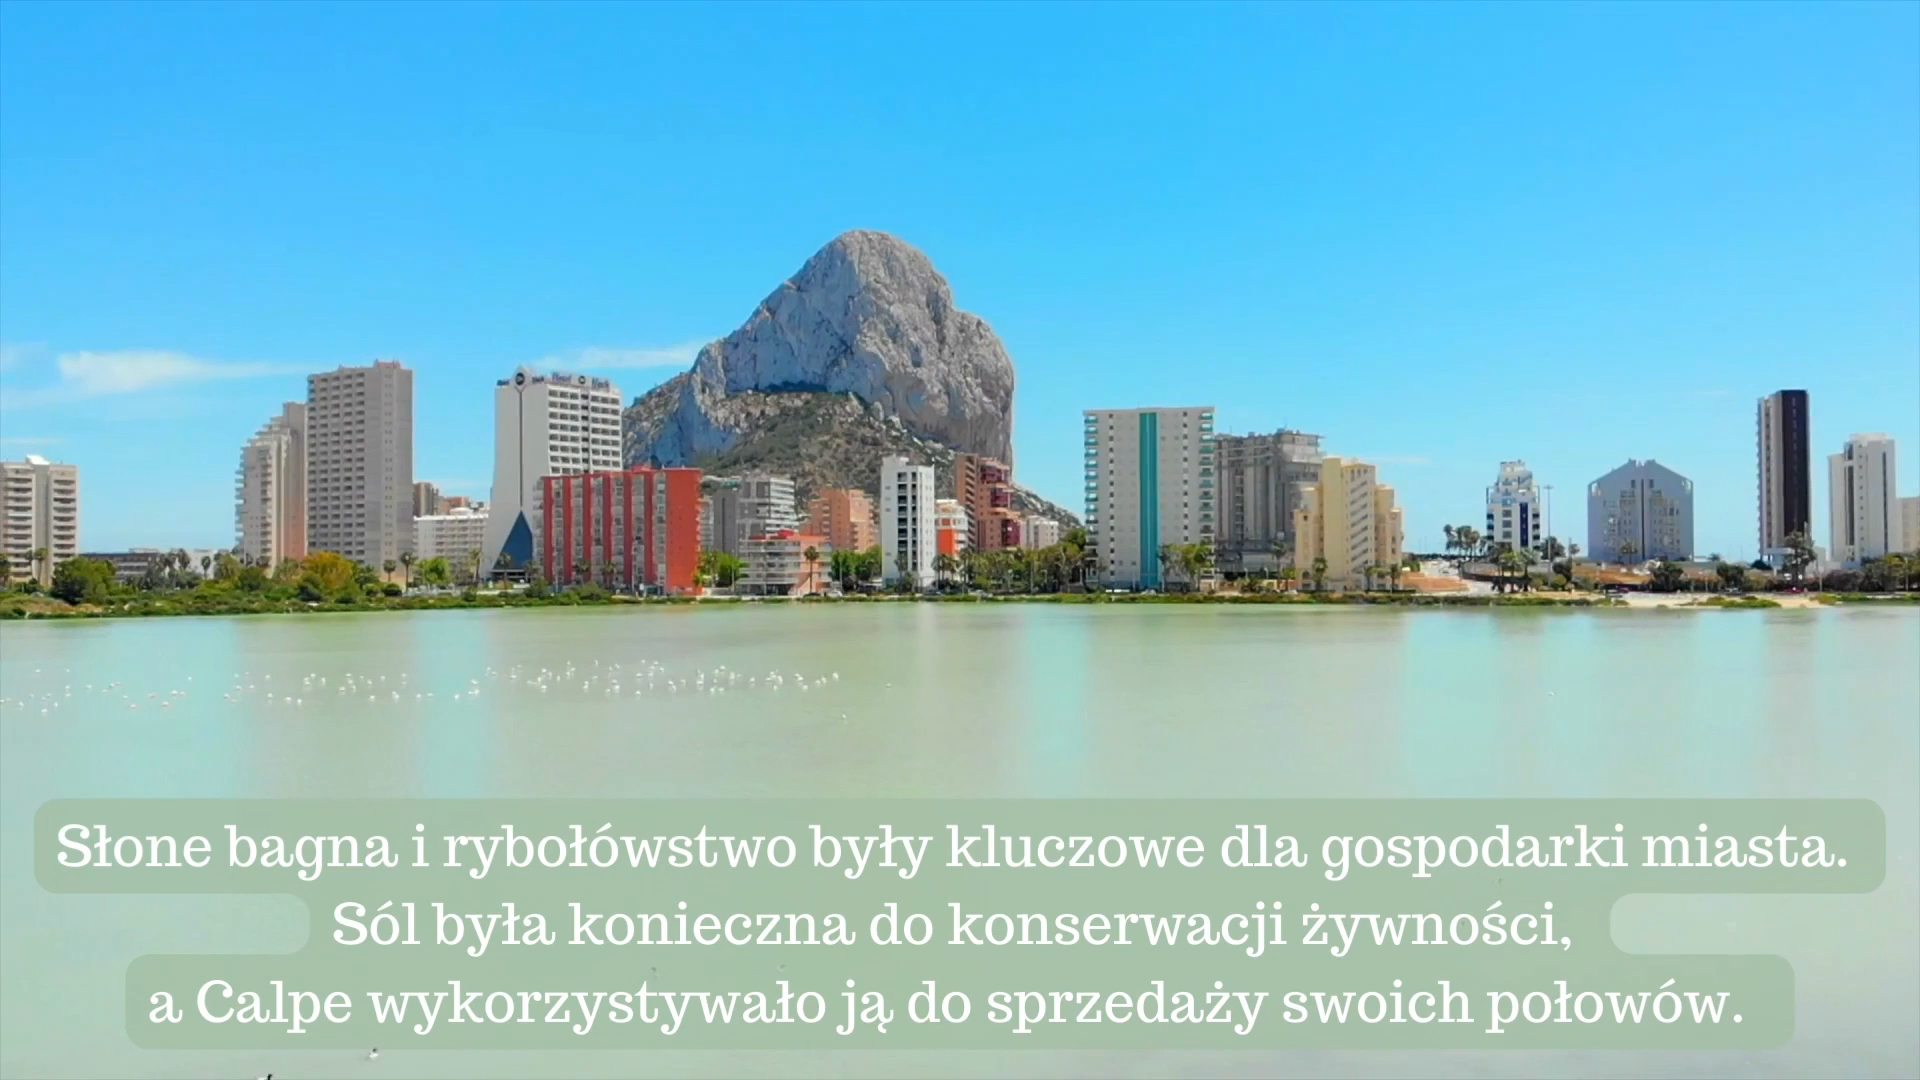 Słone bagna i rybołówstwo były kluczowe dla gospodarki miasta.
Sól była konieczna do konserwacji żywności,
a Calpe wykorzystywało ją do sprzedaży swoich połowów.